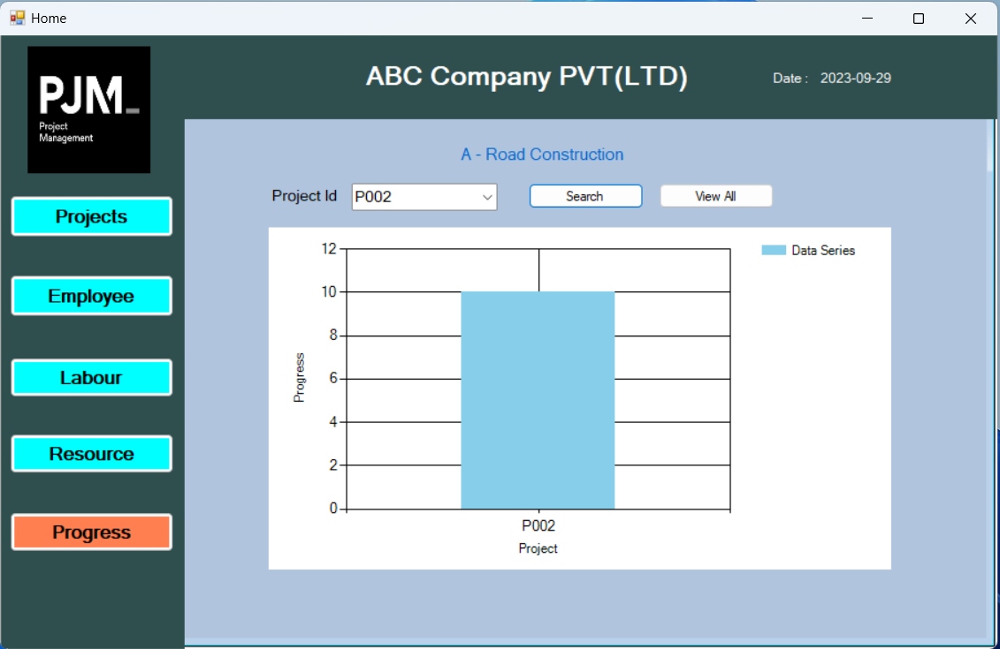 Home
PJM_
Project
Management
ABC Company PVT(LTD)
Date : 2023-09-29
Projects
Employee
Labour
Resource
Progress
A - Road Construction
Project Id P002 Search View All
Data Series
12
10
8
6
4
2
0
Progress
P002
Project